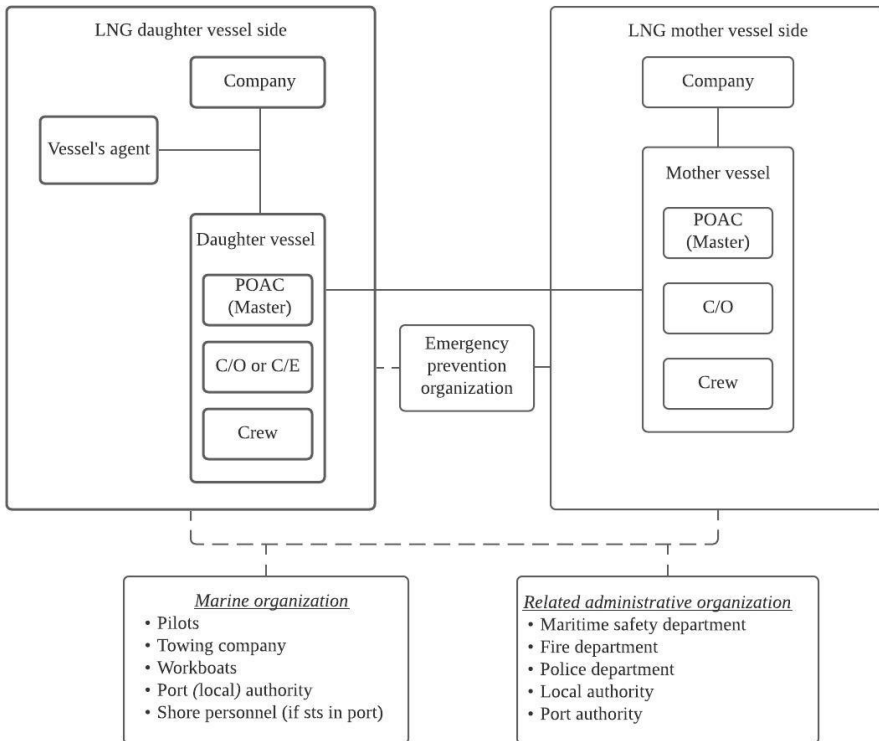 LNG daughter vessel side
Company
Vessel's agent
Daughter vessel
POAC
(Master)
C/O or C/E
Crew
Emergency
prevention
organization
LNG mother vessel side
Company
Mother vessel
POAC
(Master)
C/O
Crew
Marine organization
• Pilots
• Towing company
• Workboats
• Port (local) authority
• Shore personnel (if sts in port)
Related administrative organization
• Maritime safety department
• Fire department
• Police department
• Local authority
• Port authority